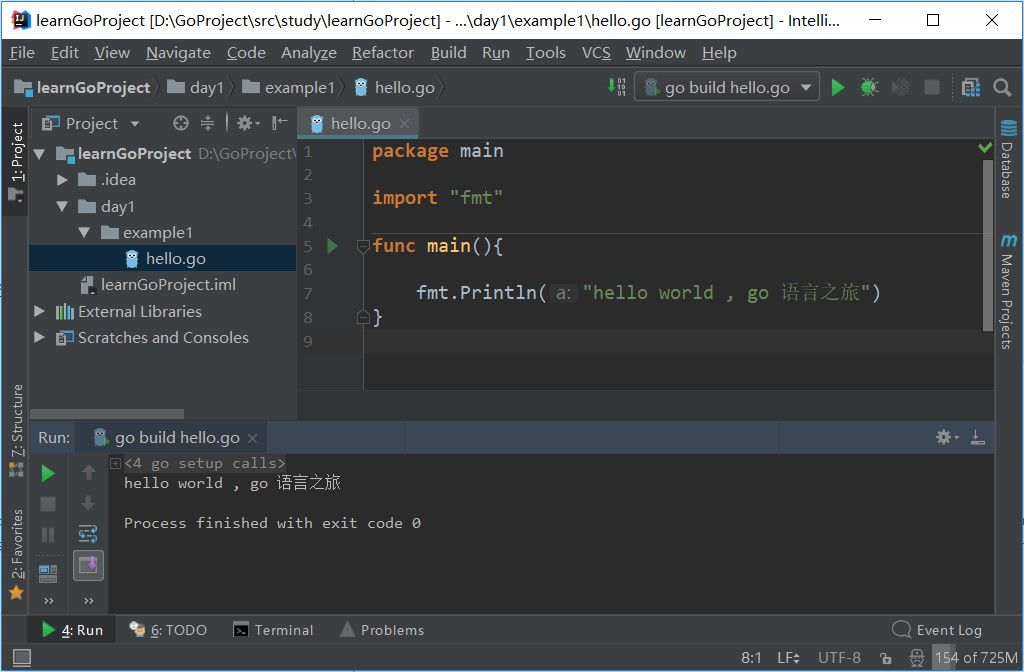 learnGoProject [D:\GoProject\src\study\learnGoProject] - ...\day1\example1\hello.go [learnGoProject] - Intelli...
File Edit View Navigate Code Analyze Refactor Build Run Tools VCS Window Help
learnGoProject day1 example1 hello.go go build hello.go
Project
hello.go
1: Project
learnGoProject D:\GoProject\
.idea
day1
example1
hello.go
learnGoProject.iml
External Libraries
Scratches and Consoles
1 package main
2
3 import "fmt"
4
5 func main(){
6
7 fmt.Println( a: "hello world , go 语言之旅")
8 }
9
Database
m Maven Projects
7: Structure
2: Favorites
Run: go build hello.go
<4 go setup calls>
hello world , go 语言之旅
Process finished with exit code 0
4: Run 6: TODO Terminal Problems Event Log
8:1 LF UTF-8 154 of 725M